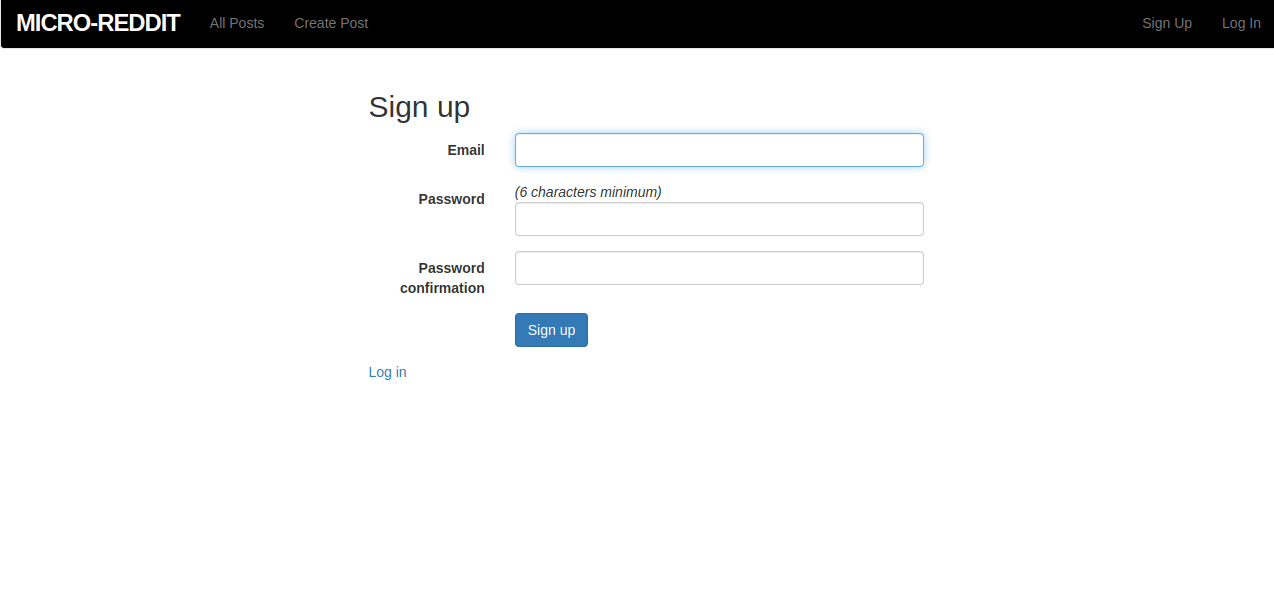 MICRO-REDDIT All Posts Create Post Sign Up Log In
Sign up
Email
(6 characters minimum)
Password
Password
confirmation
Sign up
Log in